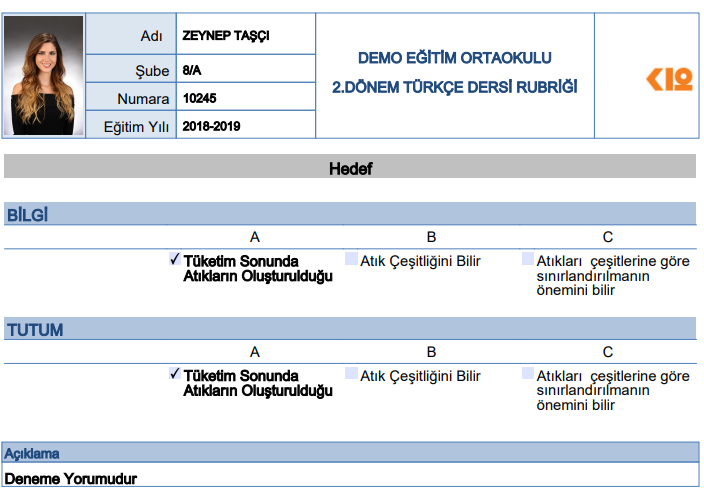 Adı ZEYNEP TAŞÇI
Şube 8/A
Numara 10245
Eğitim Yılı 2018-2019
DEMO EĞİTİM ORTAOKULU
2.DÖNEM TÜRKÇE DERSİ RUBRİĞİ
K12
Hedef
BİLGİ
A B C
✓ Tüketim Sonunda
Atıkların Oluşturulduğu
Atık Çeşitliğini Bilir
Atıkları çeşitlerine göre
sınırlandırılmanın
önemini bilir
TUTUM
A B C
✓ Tüketim Sonunda
Atıkların Oluşturulduğu
Atık Çeşitliğini Bilir
Atıkları çeşitlerine göre
sınırlandırılmanın
önemini bilir
Açıklama
Deneme Yorumudur